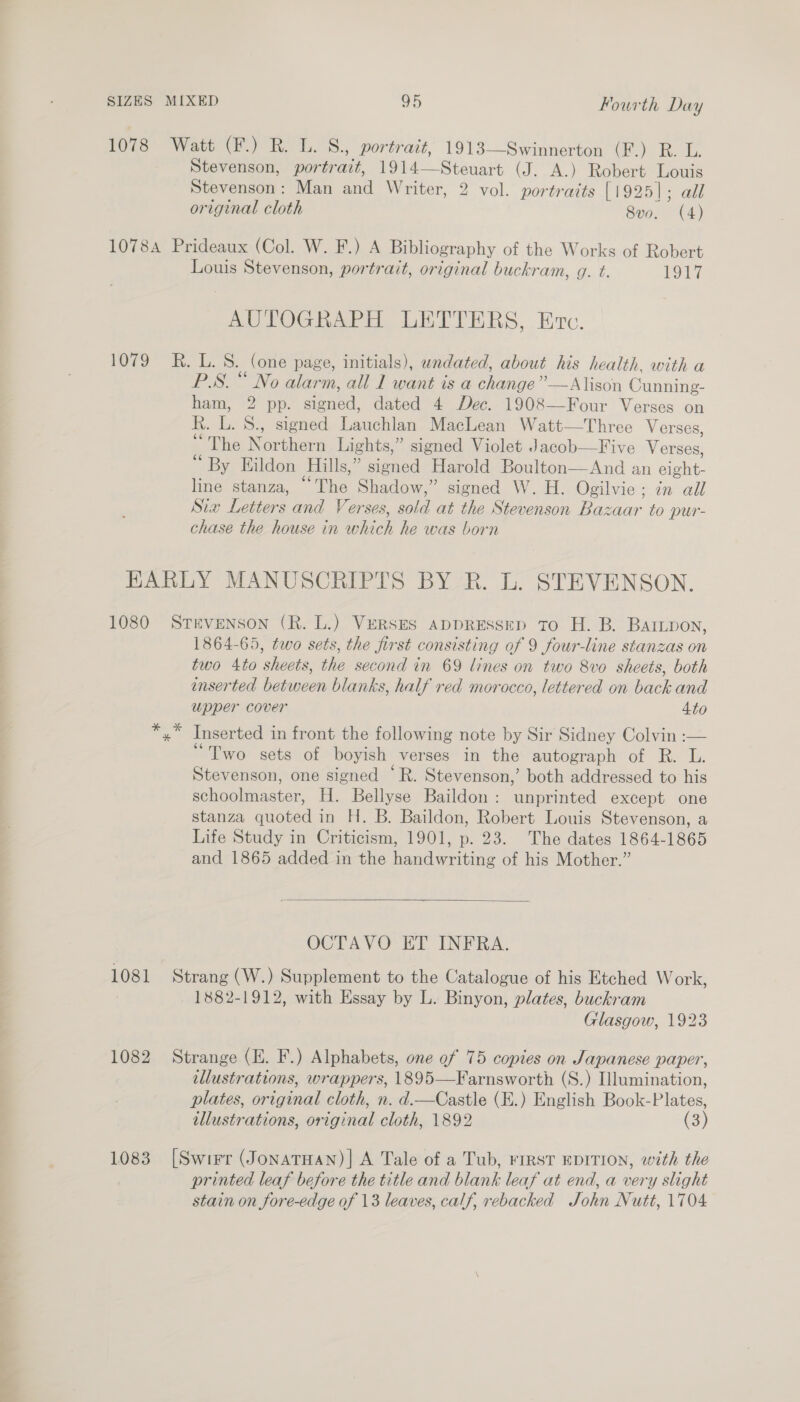 SIZES MIXED 95 Fourth Day
1078 Watt (F.) R. L. S., portrait, 1913—Swinnerton (F.) R. L.
Stevenson, portrait, 1914—Steuart (J. A.) Robert Louis
Stevenson: Man and Writer, 2 vol. portraits [1925]; all
original cloth 8vo. (4)
1078A Prideaux (Col. W. F.) A Bibliography of the Works of Robert
Louis Stevenson, portrait, original buckram, g. t. 1917
AUTOGRAPH LETTERS, ETC.
1079 R. L. S. (one page, initials), undated, about his health, with a
P.S. “No alarm, all I want is a change”—Alison Cunning-
ham, 2 pp. signed, dated 4 Dec. 1908—Four Verses on
R. L. S., signed Lauchlan MacLean Watt—Three Verses,
“The Northern Lights,” signed Violet Jacob—Five Verses,
“By Eildon Hills,” signed Harold Boulton—And an eight-
line stanza, “The Shadow,” signed W. H. Ogilvie; in all
Six Letters and Verses, sold at the Stevenson Bazaar to pur-
chase the house in which he was born
EARLY MANUSCRIPTS BY R. L. STEVENSON.
1080 STEVENSON (R. L.) VERSES ADDRESSED TO H. B. BAILDON,
1864-65, two sets, the first consisting of 9 four-line stanzas on
two 4to sheets, the second in 69 lines on two 8vo sheets, both
inserted between blanks, half red morocco, lettered on back and
upper cover 4to
*** Inserted in front the following note by Sir Sidney Colvin:—
“Two sets of boyish verses in the autograph of R. L.
Stevenson, one signed ‘R. Stevenson,’ both addressed to his
schoolmaster, H. Bellyse Baildon: unprinted except one
stanza quoted in H. B. Baildon, Robert Louis Stevenson, a
Life Study in Criticism, 1901, p. 23. The dates 1864-1865
and 1865 added in the handwriting of his Mother.”
OCTAVO ET INFRA.
1081 Strang (W.) Supplement to the Catalogue of his Etched Work,
1882-1912, with Essay by L. Binyon, plates, buckram
Glasgow, 1923
1082 Strange (E. F.) Alphabets, one of 75 copies on Japanese paper,
illustrations, wrappers, 1895—Farnsworth (S.) Illumination,
plates, original cloth, n. d.—Castle (E.) English Book-Plates,
illustrations, original cloth, 1892 (3)
1083 [SWIFT (JONATHAN)] A Tale of a Tub, FIRST EDITION, with the
printed leaf before the title and blank leaf at end, a very slight
stain on fore-edge of 13 leaves, calf, rebacked John Nutt, 1704